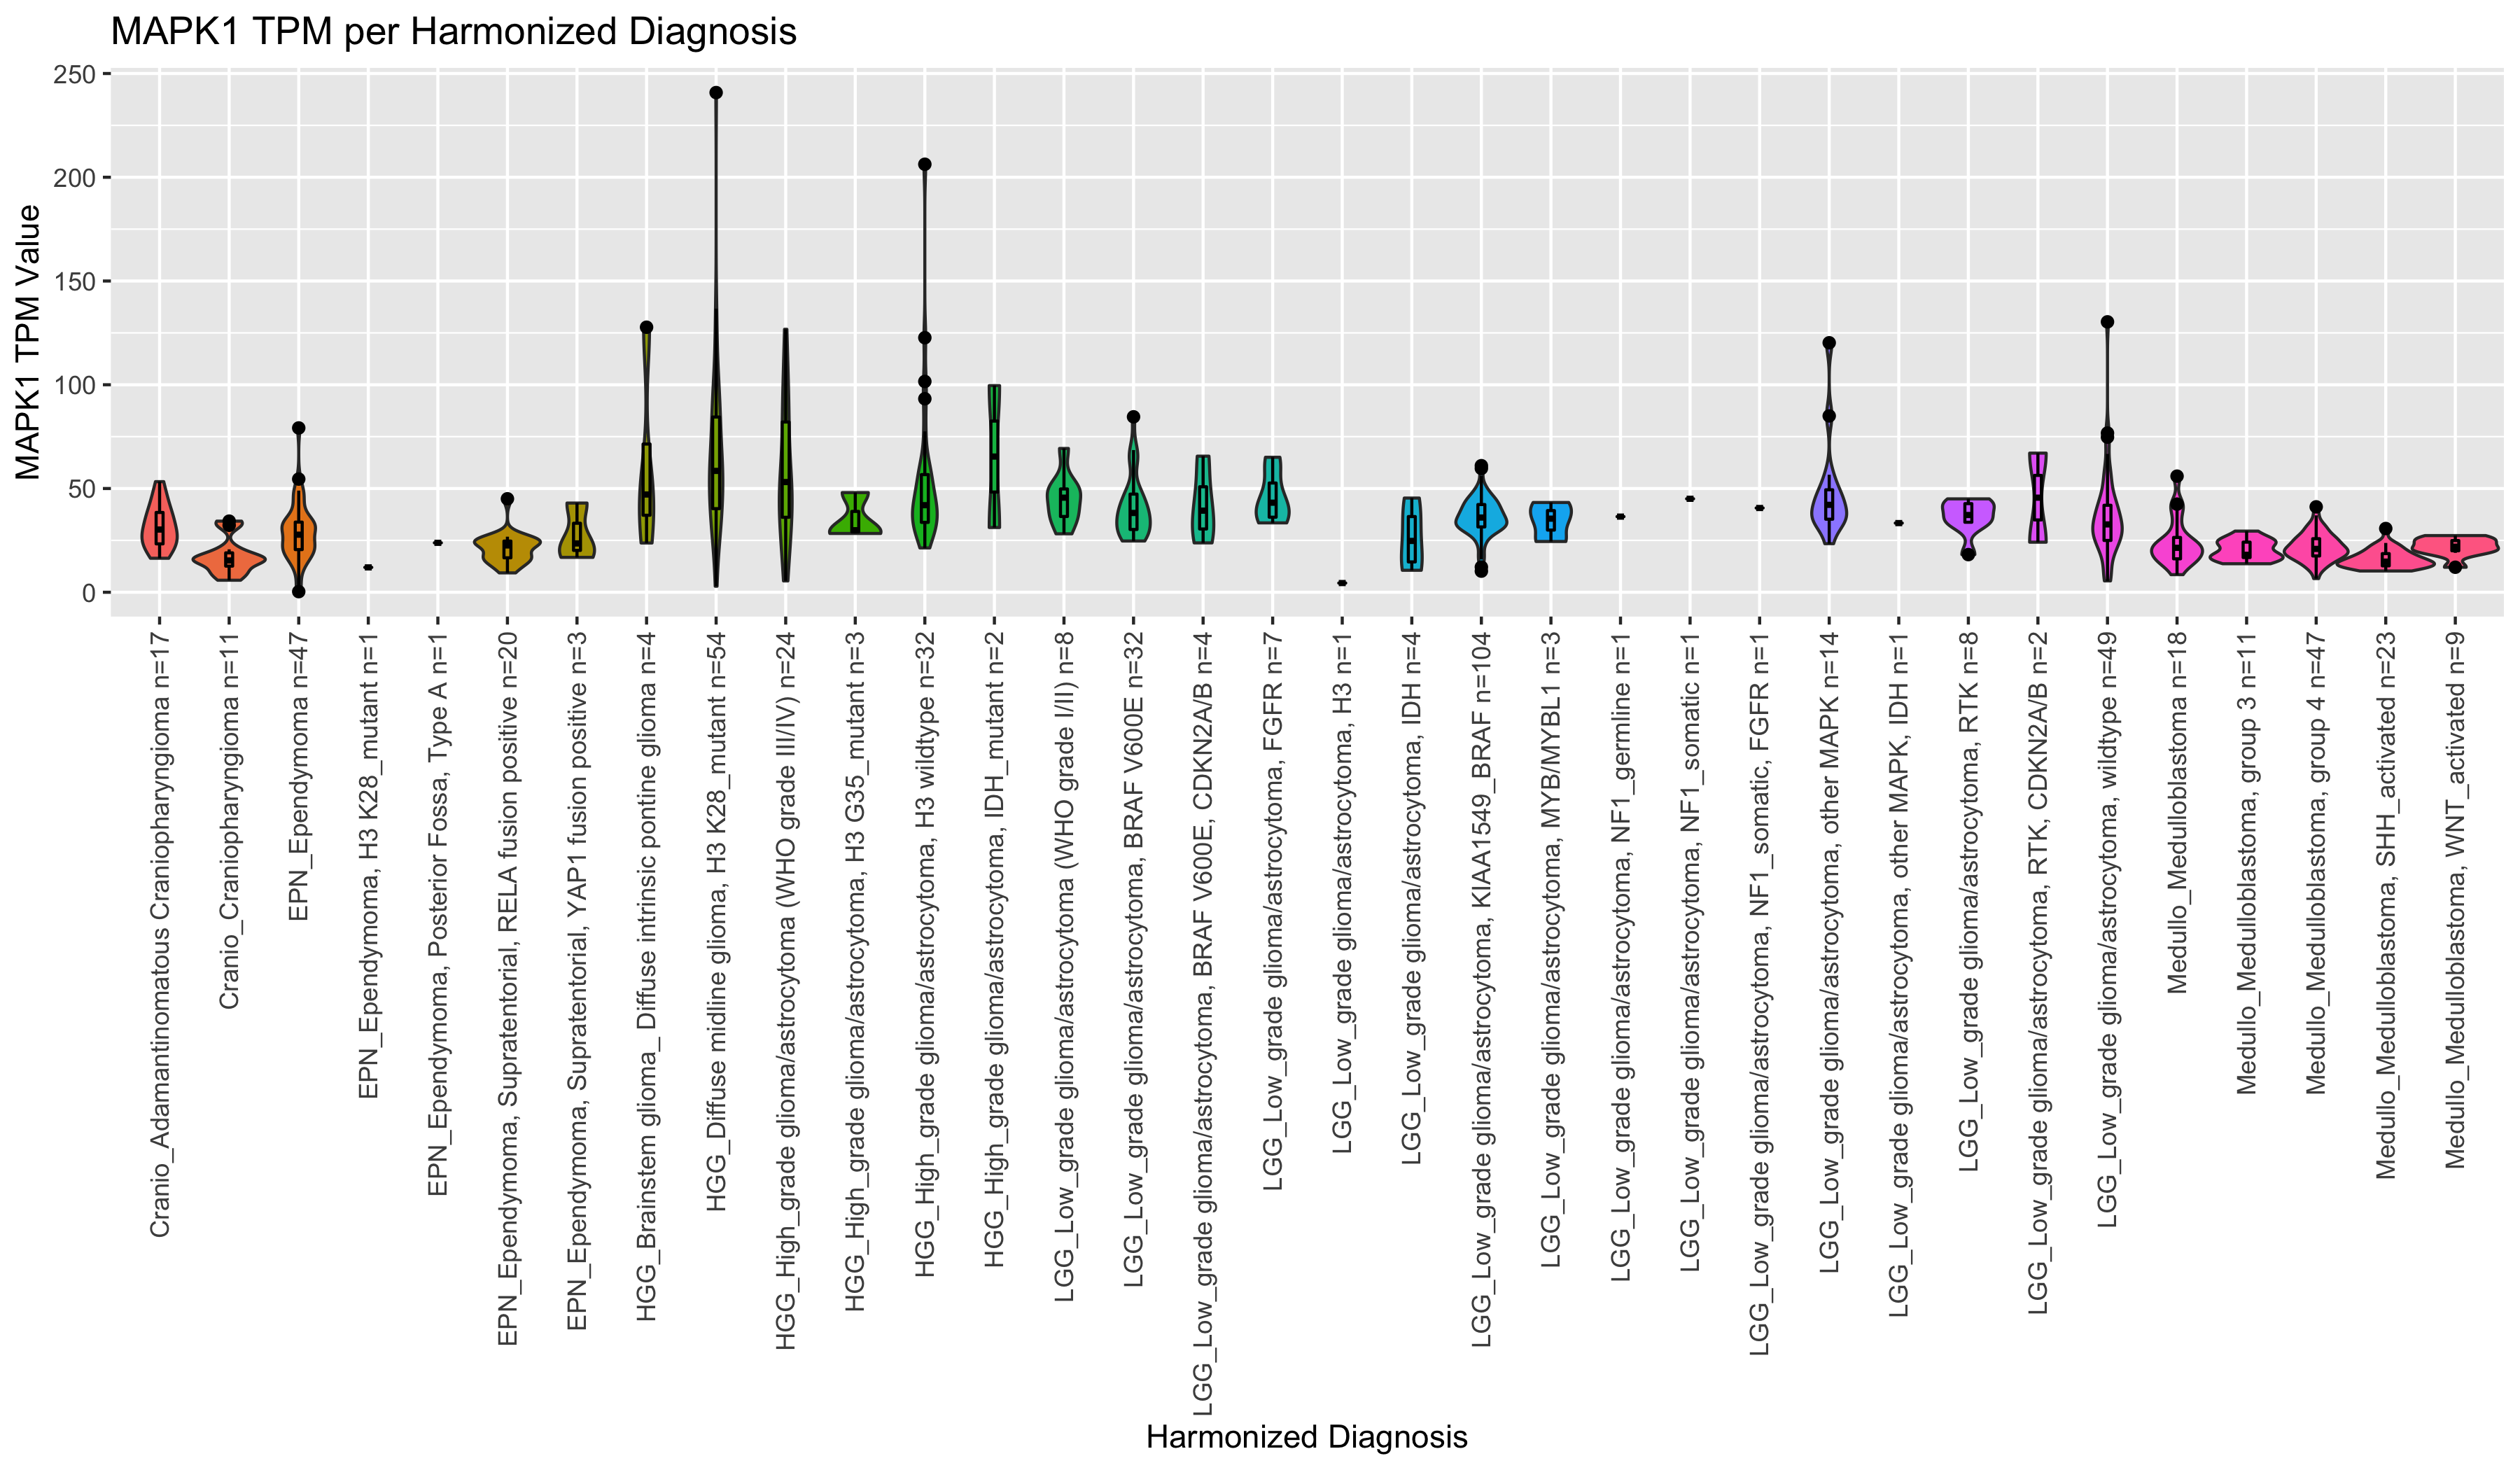 MAPK1 TPM per Harmonized Diagnosis
MAPK1 TPM Value
250
200
150
100
50
0
Cranio_Adamantinomatous Craniopharyngioma n=17
Cranio_Craniopharyngioma n=11
EPN_Ependymoma n=47
EPN_Ependymoma, H3 K28_mutant n=1
EPN_Ependymoma, Posterior Fossa, Type A n=1
EPN_Ependymoma, Supratentorial, RELA fusion positive n=20
EPN_Ependymoma, Supratentorial, YAP1 fusion positive n=3
HGG_Brainstem glioma_ Diffuse intrinsic pontine glioma n=4
HGG_Diffuse midline glioma, H3 K28_mutant n=54
HGG_High_grade glioma/astrocytoma (WHO grade III/IV) n=24
HGG_High_grade glioma/astrocytoma, H3 G35_mutant n=3
HGG_High_grade glioma/astrocytoma, H3 wildtype n=32
HGG_High_grade glioma/astrocytoma, IDH_mutant n=2
LGG_Low_grade glioma/astrocytoma (WHO grade I/II) n=8
LGG_Low_grade glioma/astrocytoma, BRAF V600E n=32
LGG_Low_grade glioma/astrocytoma, BRAF V600E, CDKN2A/B n=4
LGG_Low_grade glioma/astrocytoma, FGFR n=7
LGG_Low_grade glioma/astrocytoma, H3 n=1
LGG_Low_grade glioma/astrocytoma, IDH n=4
LGG_Low_grade glioma/astrocytoma, KIAA1549_BRAF n=104
LGG_Low_grade glioma/astrocytoma, MYB/MYBL1 n=3
LGG_Low_grade glioma/astrocytoma, NF1_germline n=1
LGG_Low_grade glioma/astrocytoma, NF1_somatic n=1
LGG_Low_grade glioma/astrocytoma, NF1_somatic, FGFR n=1
LGG_Low_grade glioma/astrocytoma, other MAPK n=14
LGG_Low_grade glioma/astrocytoma, other MAPK, IDH n=1
LGG_Low_grade glioma/astrocytoma, RTK n=8
LGG_Low_grade glioma/astrocytoma, RTK, CDKN2A/B n=2
LGG_Low_grade glioma/astrocytoma, wildtype n=49
Medullo_Medulloblastoma n=18
Medullo_Medulloblastoma, group 3 n=11
Medullo_Medulloblastoma, group 4 n=47
Medullo_Medulloblastoma, SHH_activated n=23
Medullo_Medulloblastoma, WNT_activated n=9
Harmonized Diagnosis